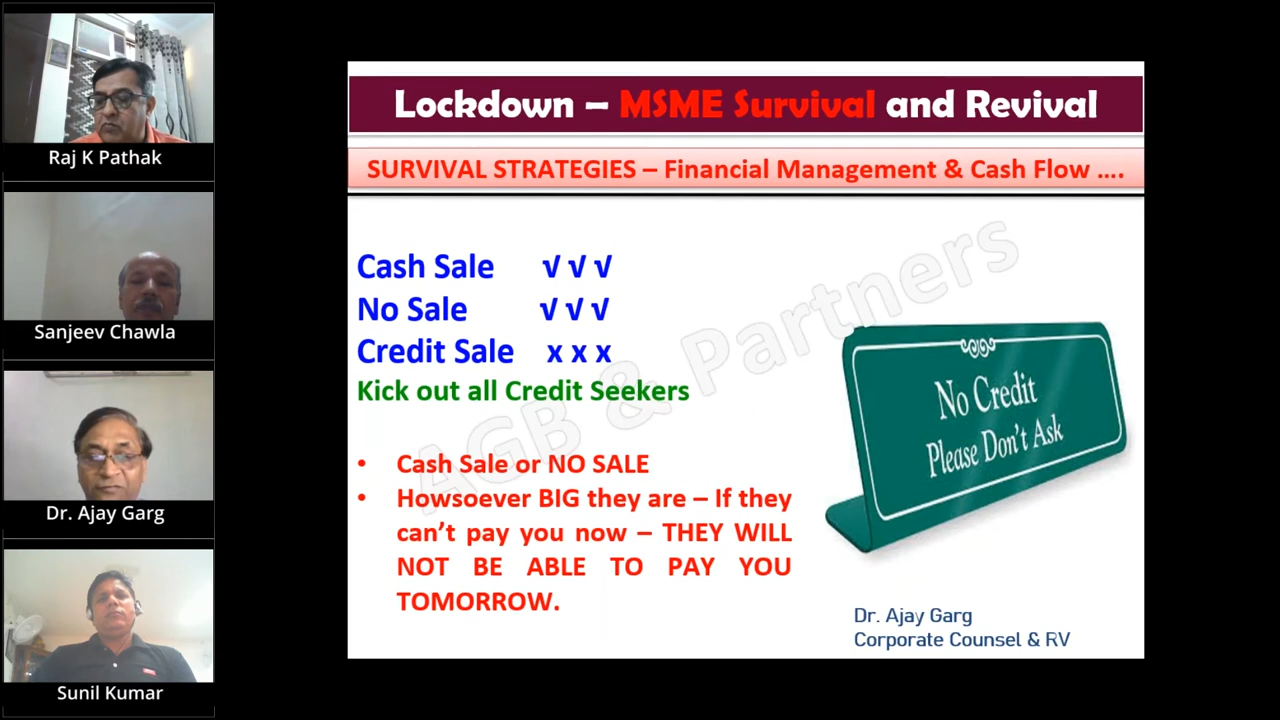 Raj K Pathak
Sanjeev Chawla
Dr. Ajay Garg
Sunil Kumar
Lockdown – MSME Survival and Revival
SURVIVAL STRATEGIES – Financial Management & Cash Flow ....
Cash Sale √ √ √
No Sale √ √ √
Credit Sale x x x
Kick out all Credit Seekers
• Cash Sale or NO SALE
• Howsoever BIG they are – If they
can't pay you now – THEY WILL
NOT BE ABLE TO PAY YOU
TOMORROW.
AGB & Partners
No Credit
Please Don't Ask
Dr. Ajay Garg
Corporate Counsel & RV